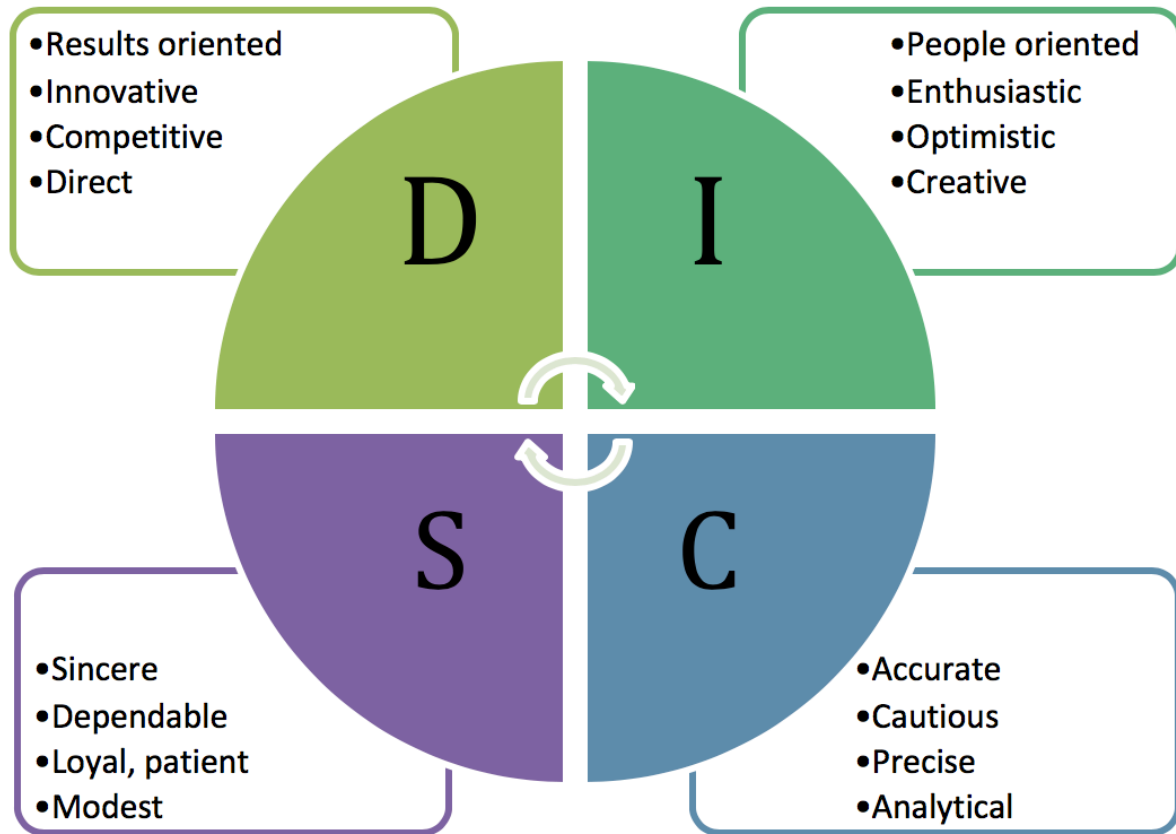 •Results oriented
•Innovative
•Competitive
•Direct
•People oriented
•Enthusiastic
•Optimistic
•Creative
D
I
S
C
•Sincere
•Dependable
•Loyal, patient
•Modest
•Accurate
•Cautious
•Precise
•Analytical